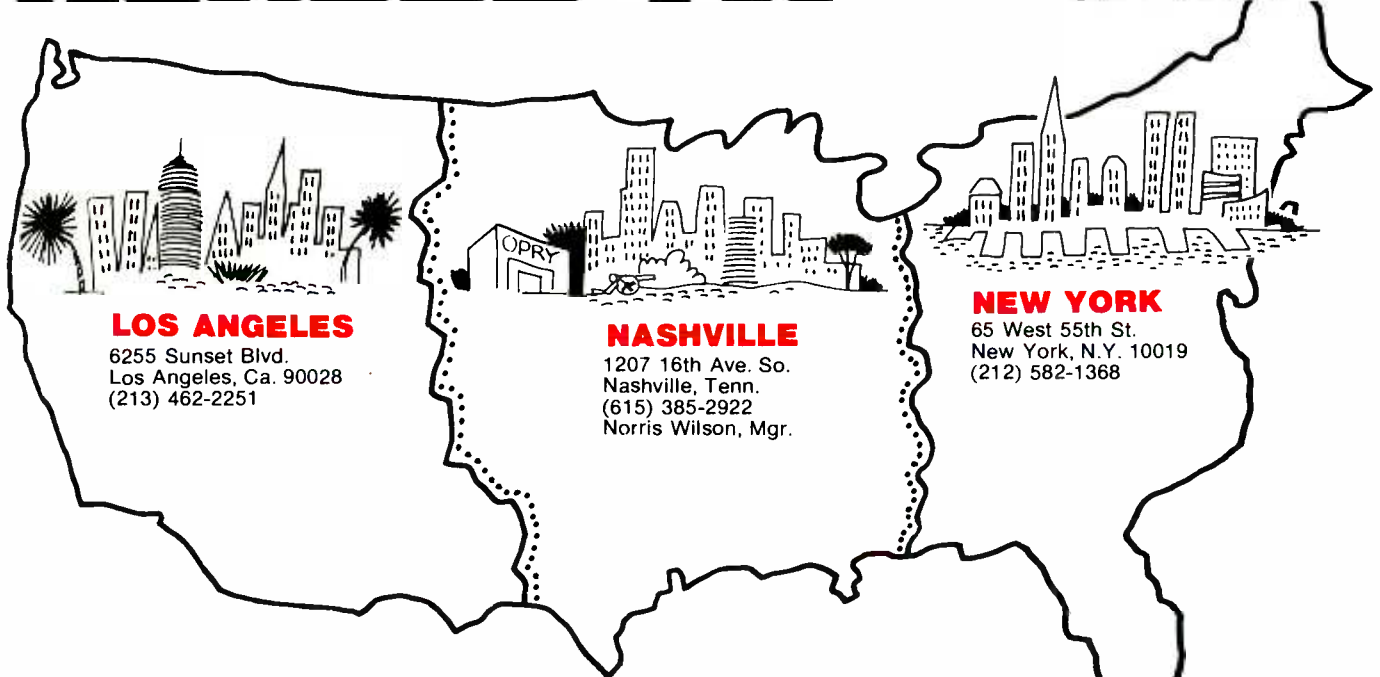 OPRY
LOS ANGELES
6255 Sunset Blvd.
Los Angeles, Ca. 90028
(213) 462-2251
NASHVILLE
1207 16th Ave. So.
Nashville, Tenn.
(615) 385-2922
Norris Wilson, Mgr.
NEW YORK
65 West 55th St.
New York, N.Y. 10019
(212) 582-1368